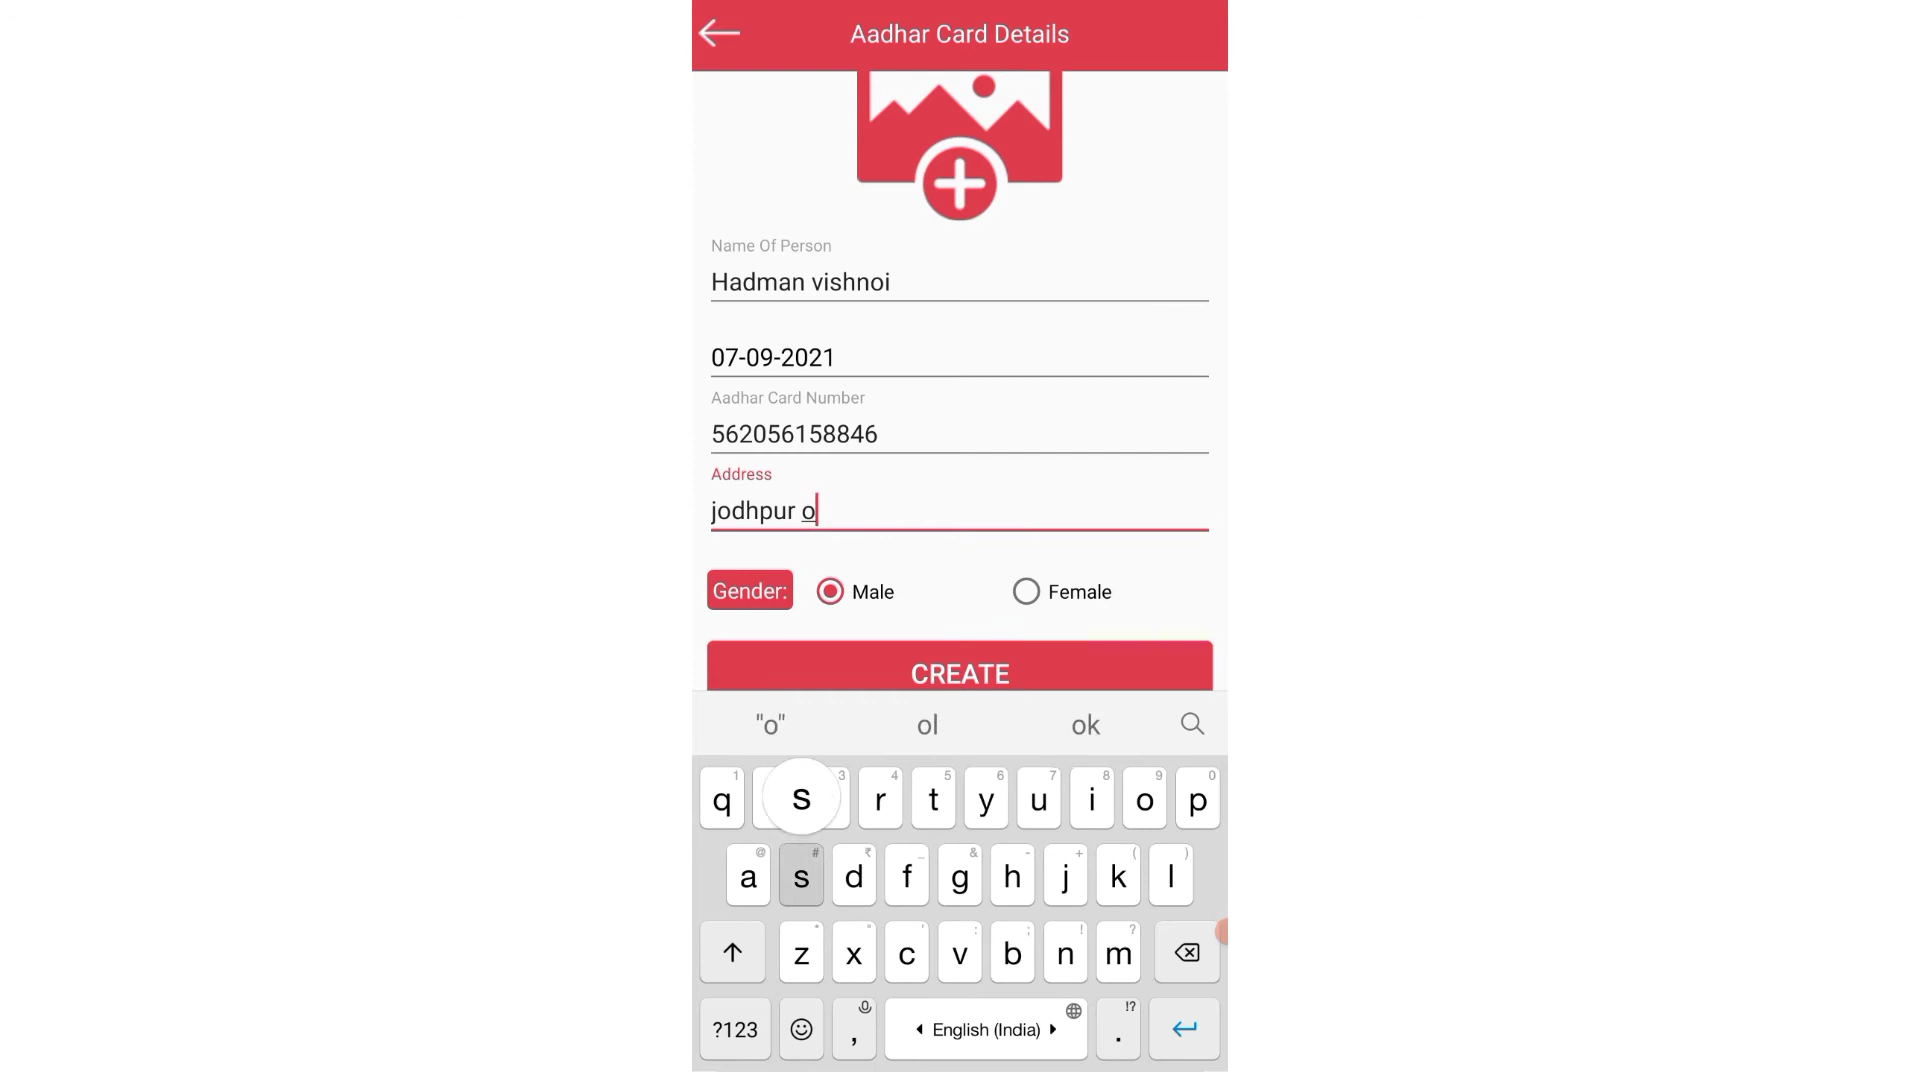 Aadhar Card Details
Name Of Person
Hadman vishnoi
07-09-2021
Aadhar Card Number
562056158846
Address
jodhpur o
Gender: Male Female
CREATE
"o" ol ok
1 3 4 5 6 7 8 9 0
q s r t y u i o p
@ # ₹ _ & - + ( )
a s d f g h j k l
* " ' : ; ! ?
z x c v b n m
!?
?123 , English (India) .